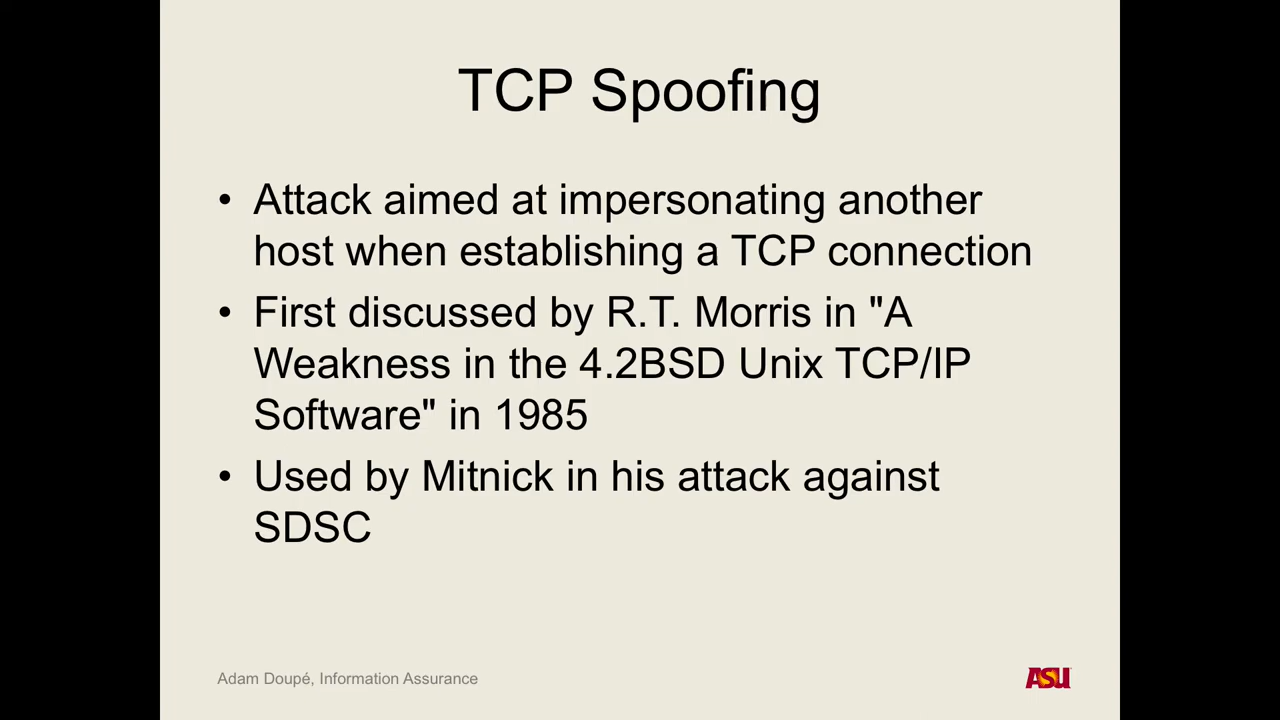 TCP Spoofing
• Attack aimed at impersonating another
host when establishing a TCP connection
• First discussed by R.T. Morris in "A
Weakness in the 4.2BSD Unix TCP/IP
Software" in 1985
• Used by Mitnick in his attack against
SDSC
Adam Doupé, Information Assurance
ASU